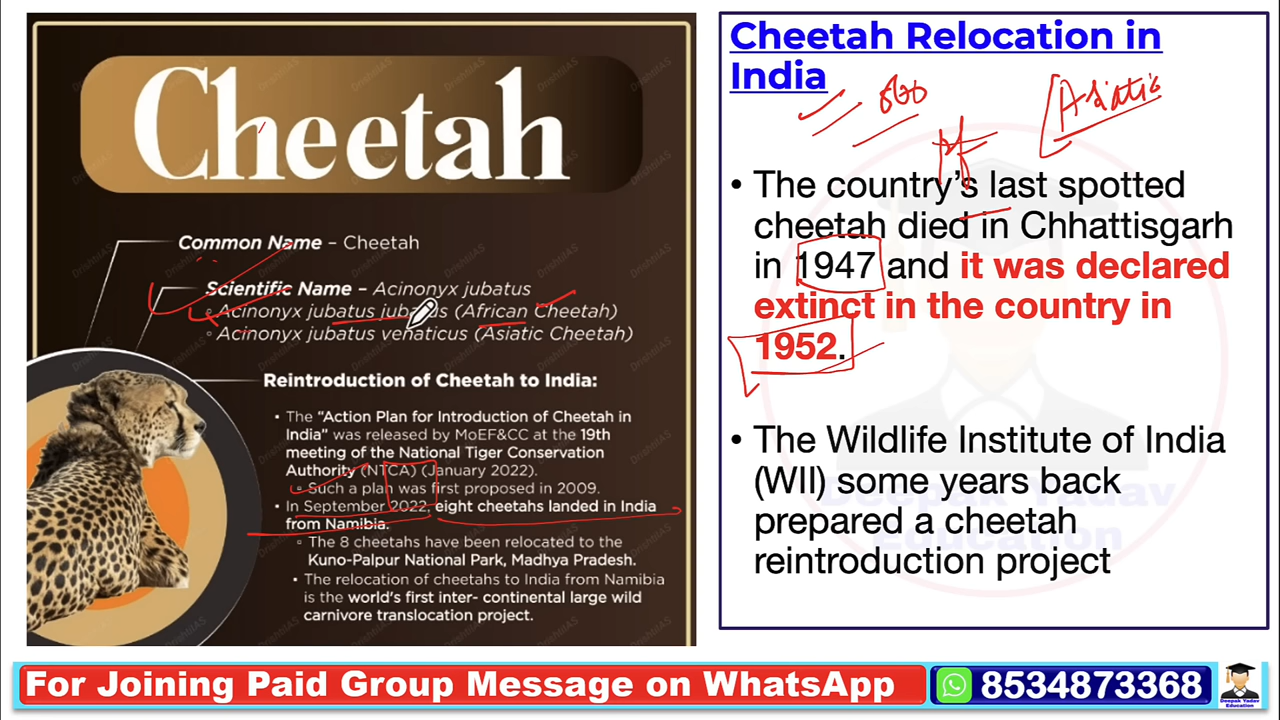 Cheetah
Common Name – Cheetah
Scientific Name – Acinonyx jubatus
◦ Acinonyx jubatus jubatus (African Cheetah)
◦ Acinonyx jubatus venaticus (Asiatic Cheetah)
Reintroduction of Cheetah to India:
• The “Action Plan for Introduction of Cheetah in
India” was released by MoEF&CC at the 19th
meeting of the National Tiger Conservation
Authority (NTCA) (January 2022).
◦ Such a plan was first proposed in 2009.
• In September 2022, eight cheetahs landed in India
from Namibia.
◦ The 8 cheetahs have been relocated to the
Kuno-Palpur National Park, Madhya Pradesh.
• The relocation of cheetahs to India from Namibia
is the world's first inter- continental large wild
carnivore translocation project.
Cheetah Relocation in
India
Asiatic
• The country’s last spotted
cheetah died in Chhattisgarh
in 1947 and it was declared
extinct in the country in
1952.
• The Wildlife Institute of India
(WII) some years back
prepared a cheetah
reintroduction project
Deepak Yadav
Education
For Joining Paid Group Message on WhatsApp
8534873368
Deepak Yadav
Education
DrishtiIAS